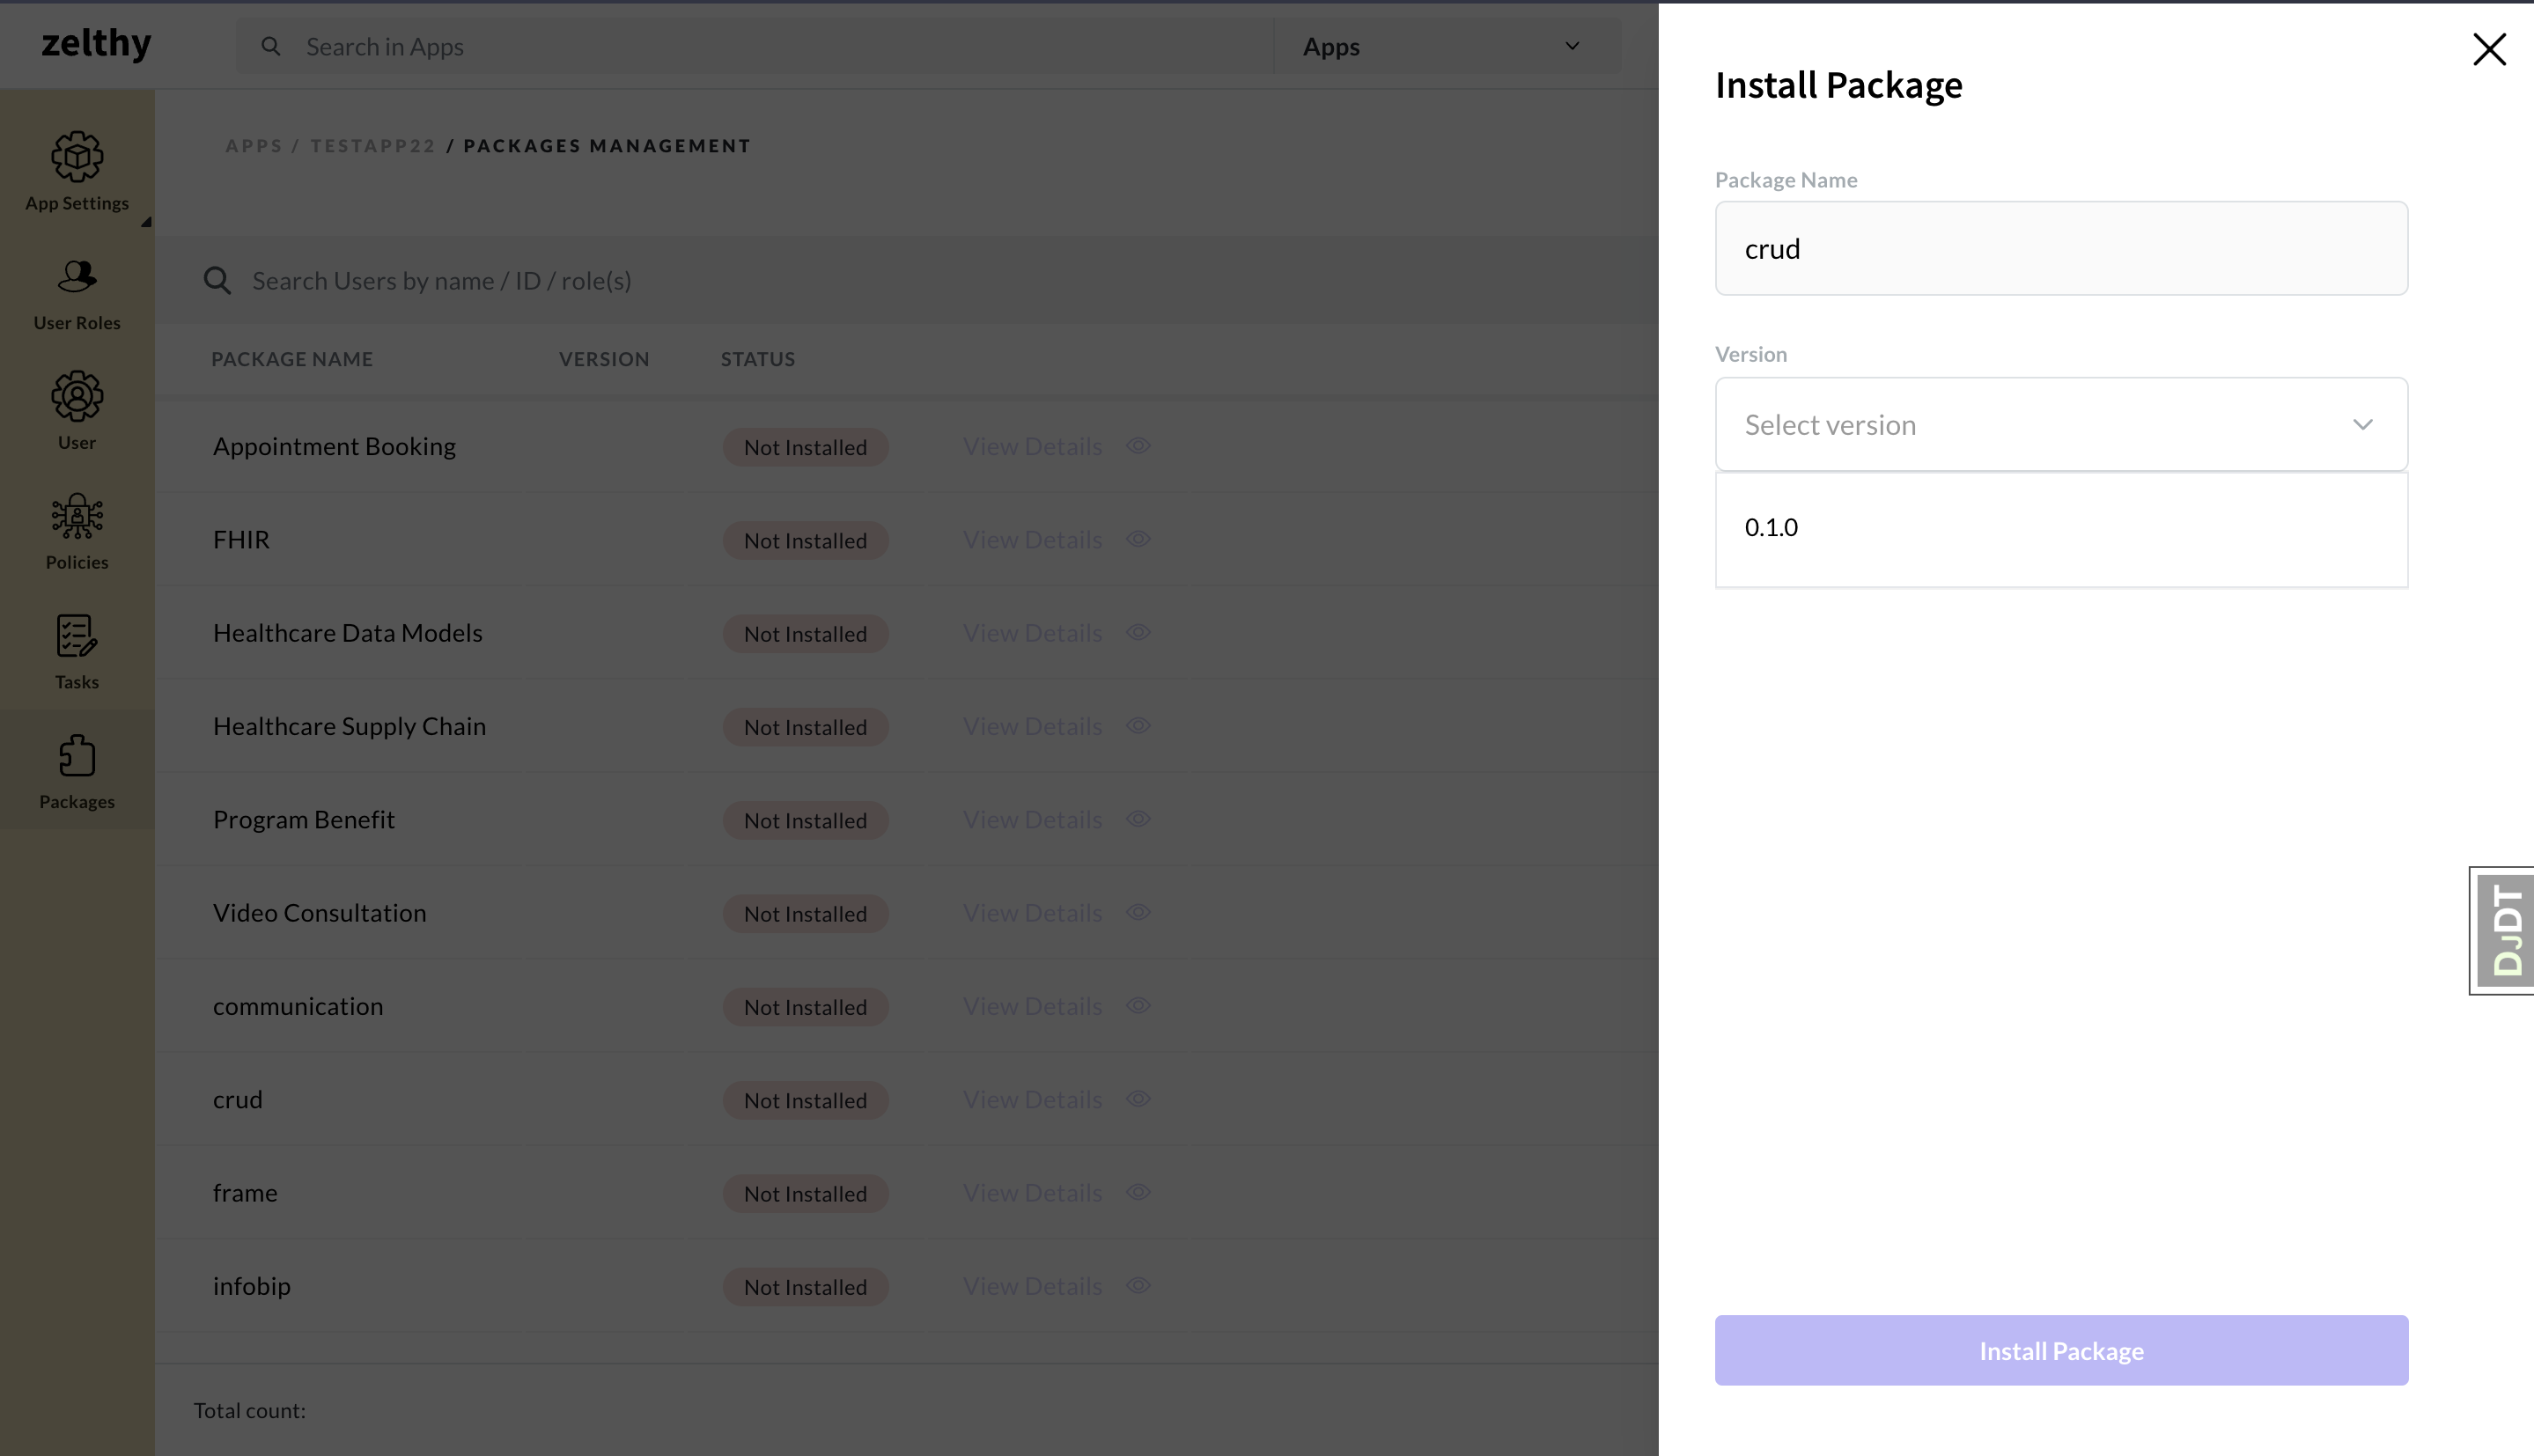 zelthy
Search in Apps
Apps
App Settings
User Roles
User
Policies
Tasks
Packages
APPS / TESTAPP22 / PACKAGES MANAGEMENT
Search Users by name / ID / role(s)
PACKAGE NAME VERSION STATUS
Appointment Booking Not Installed View Details
FHIR Not Installed View Details
Healthcare Data Models Not Installed View Details
Healthcare Supply Chain Not Installed View Details
Program Benefit Not Installed View Details
Video Consultation Not Installed View Details
communication Not Installed View Details
crud Not Installed View Details
frame Not Installed View Details
infobip Not Installed View Details
Total count:
Install Package
Package Name
crud
Version
Select version
0.1.0
DJDT
Install Package